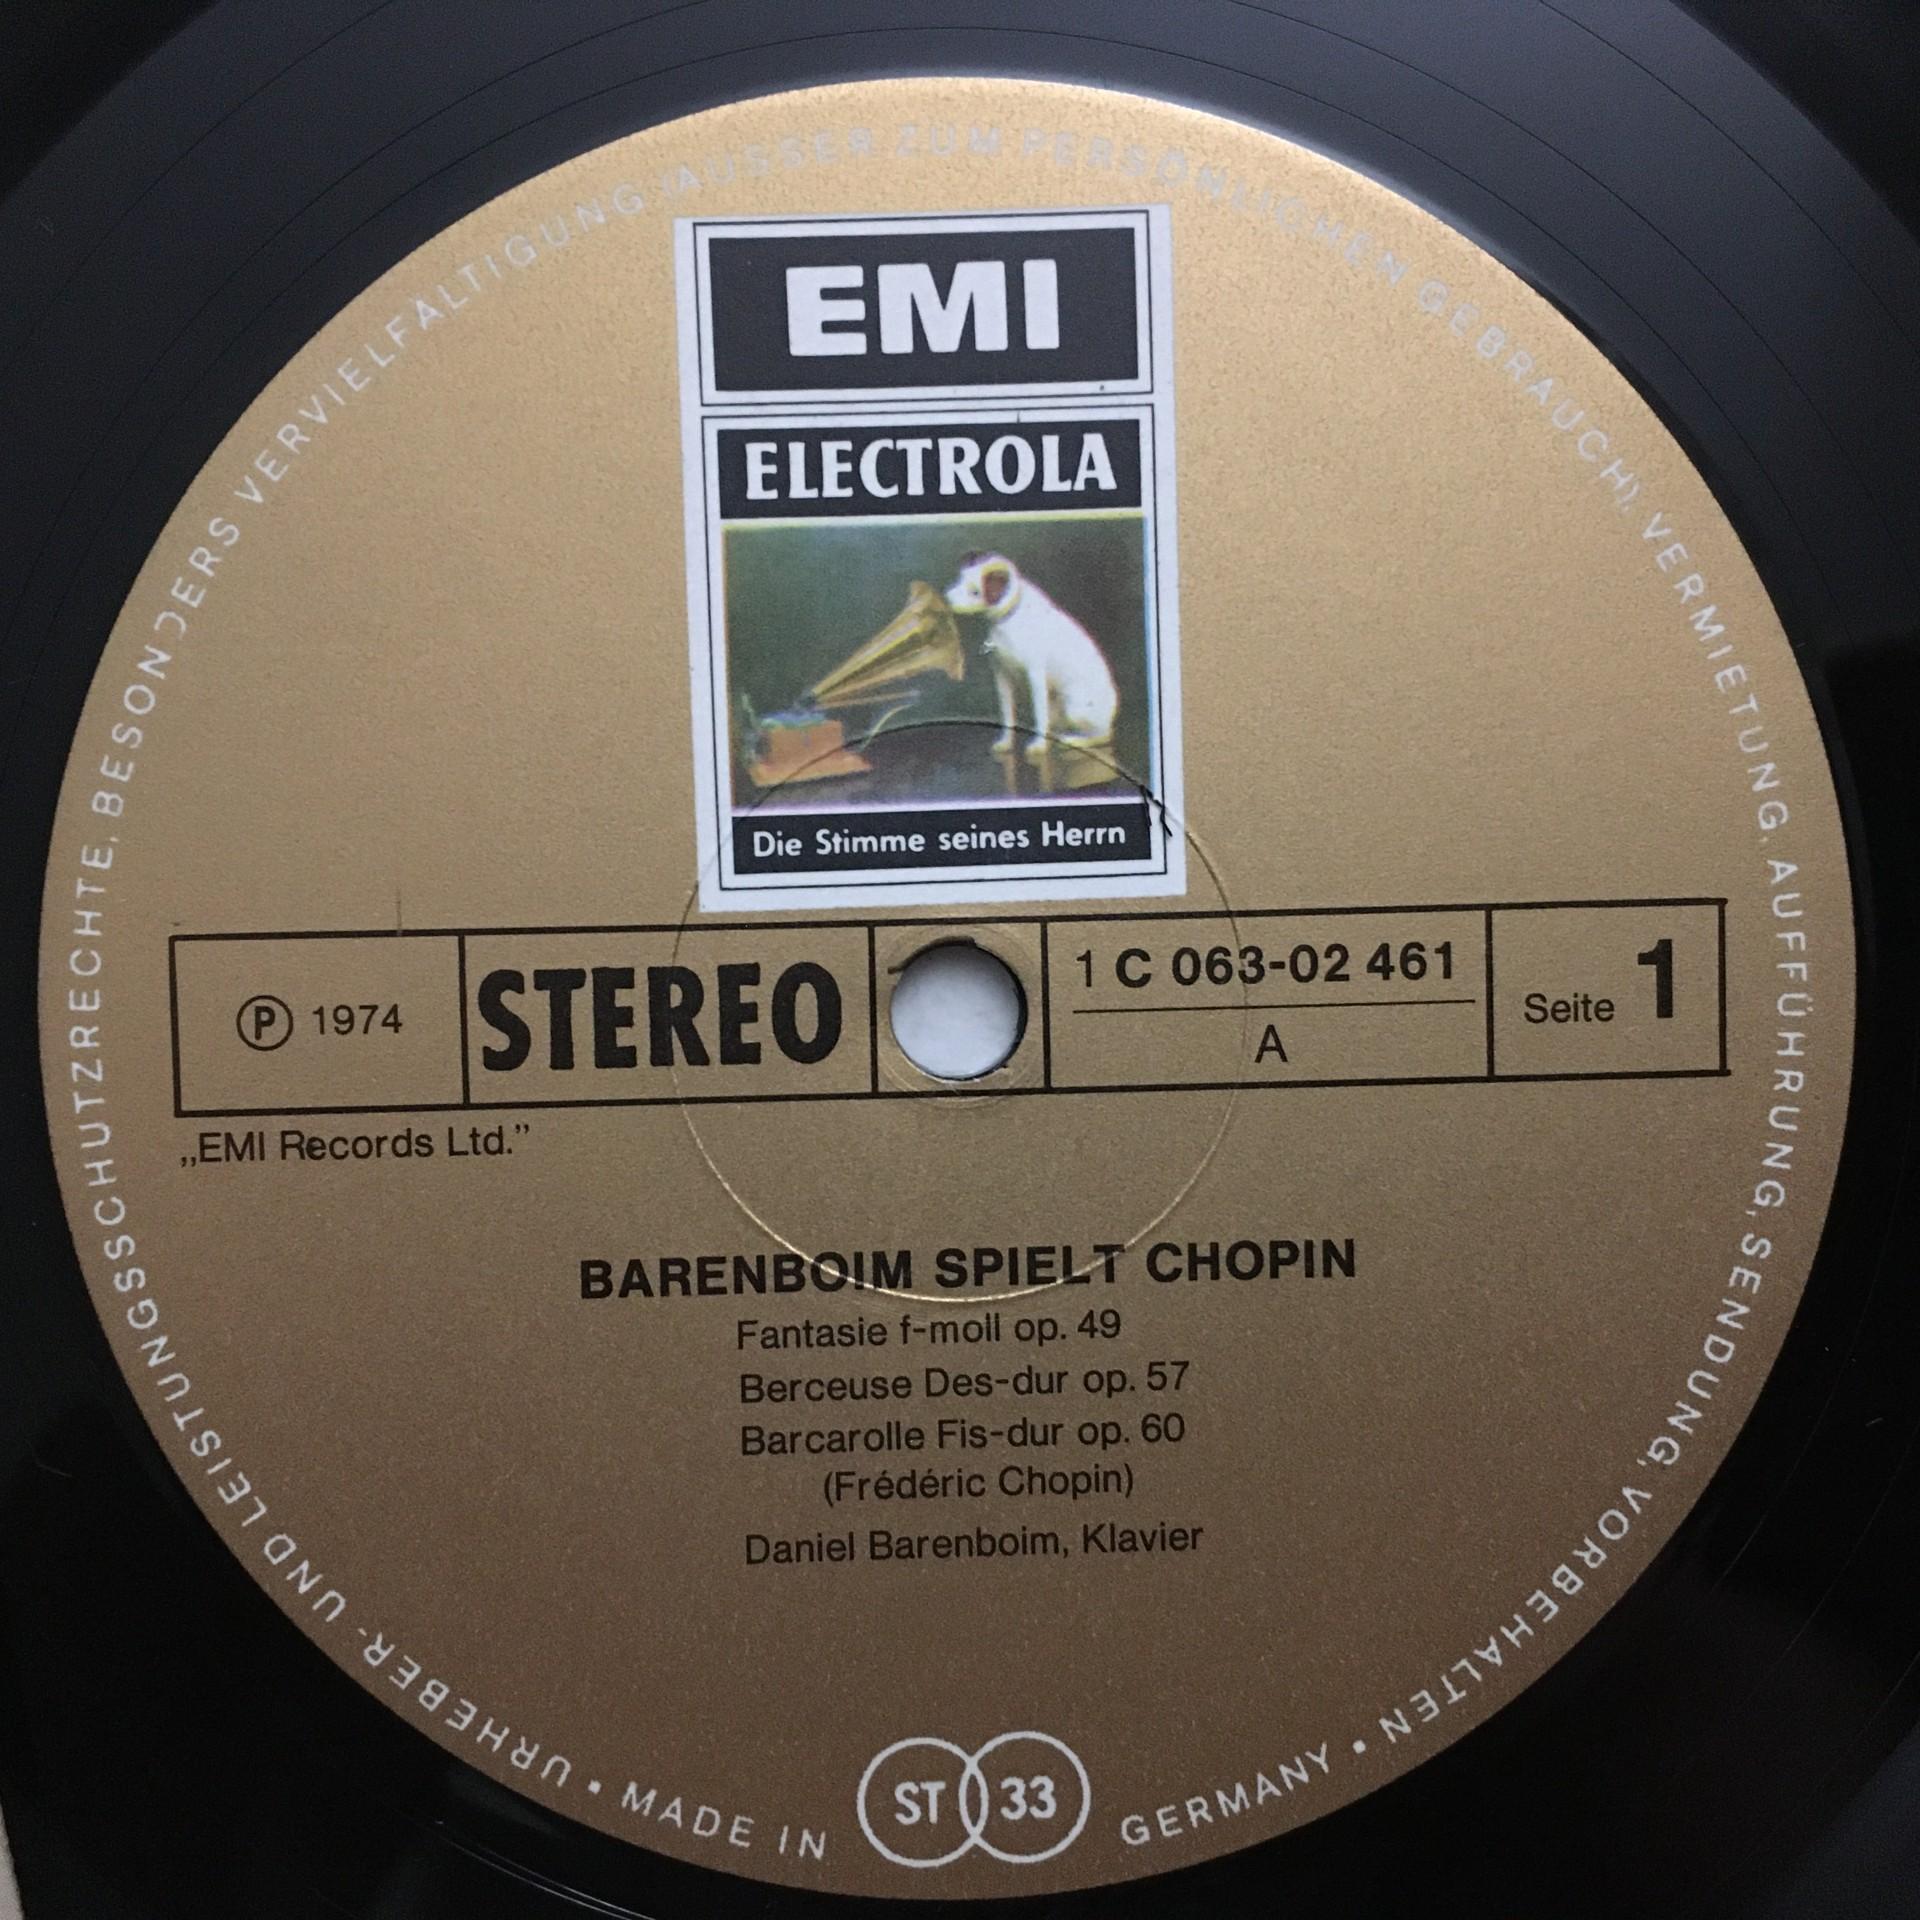 EMI
ELECTROLA
Die Stimme seines Herrn
Ⓟ 1974
STEREO
1 C 063-02 461
A
Seite 1
„EMI Records Ltd.”
BARENBOIM SPIELT CHOPIN
Fantasie f-moll op. 49
Berceuse Des-dur op. 57
Barcarolle Fis-dur op. 60
(Frédéric Chopin)
Daniel Barenboim, Klavier
URHEBER- UND LEISTUNGSSCHUTZRECHTE, BESONDERS VERVIELFÄLTIGUNG (AUSSER ZUM PERSÖNLICHEN GEBRAUCH), VERMIETUNG, AUFFÜHRUNG, SENDUNG, VORBEHALTEN •
MADE IN ST 33 GERMANY •